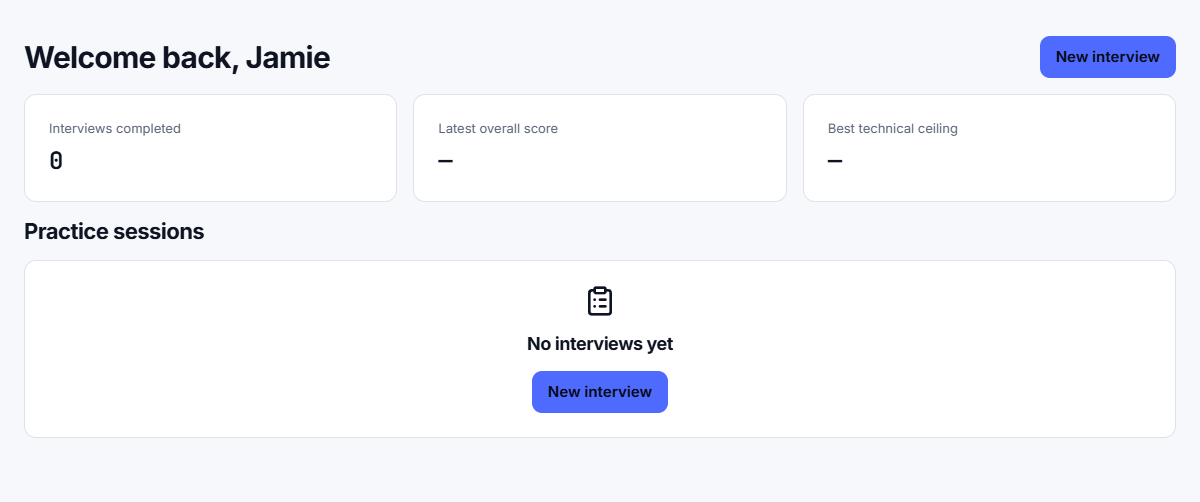 Welcome back, Jamie
New interview
Interviews completed
0
Latest overall score
—
Best technical ceiling
—
Practice sessions
No interviews yet
New interview